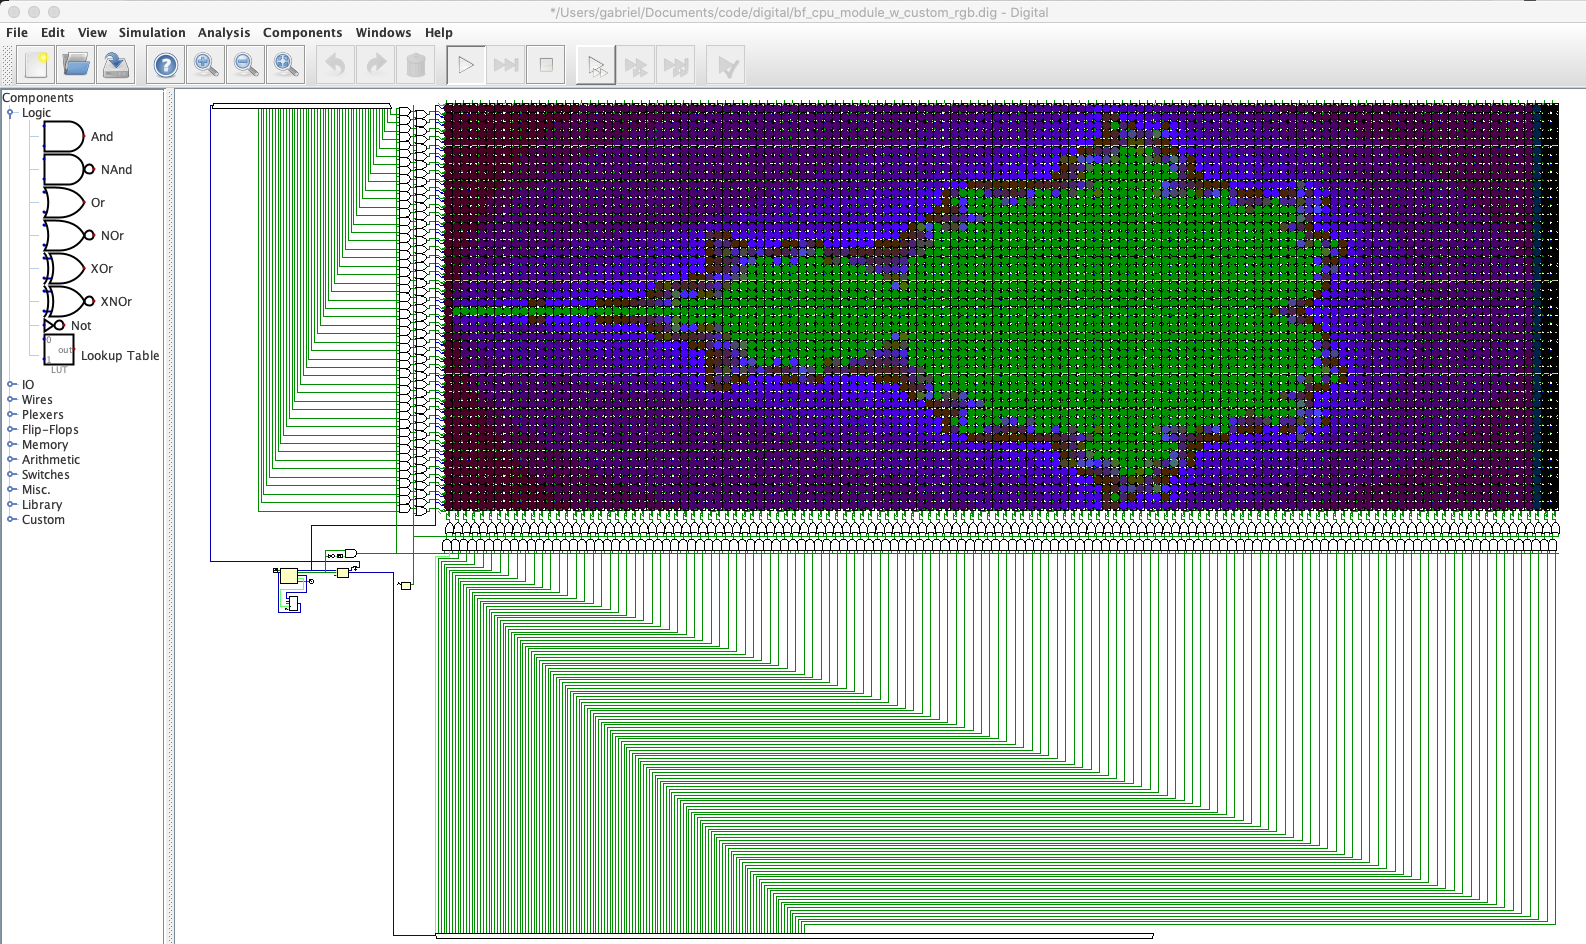 */Users/gabriel/Documents/code/digital/bf_cpu_module_w_custom_rgb.dig - Digital
File Edit View Simulation Analysis Components Windows Help
Components
Logic
And
NAnd
Or
NOr
XOr
XNOr
Not
0
out
Lookup Table
1
LUT
IO
Wires
Plexers
Flip-Flops
Memory
Arithmetic
Switches
Misc.
Library
Custom